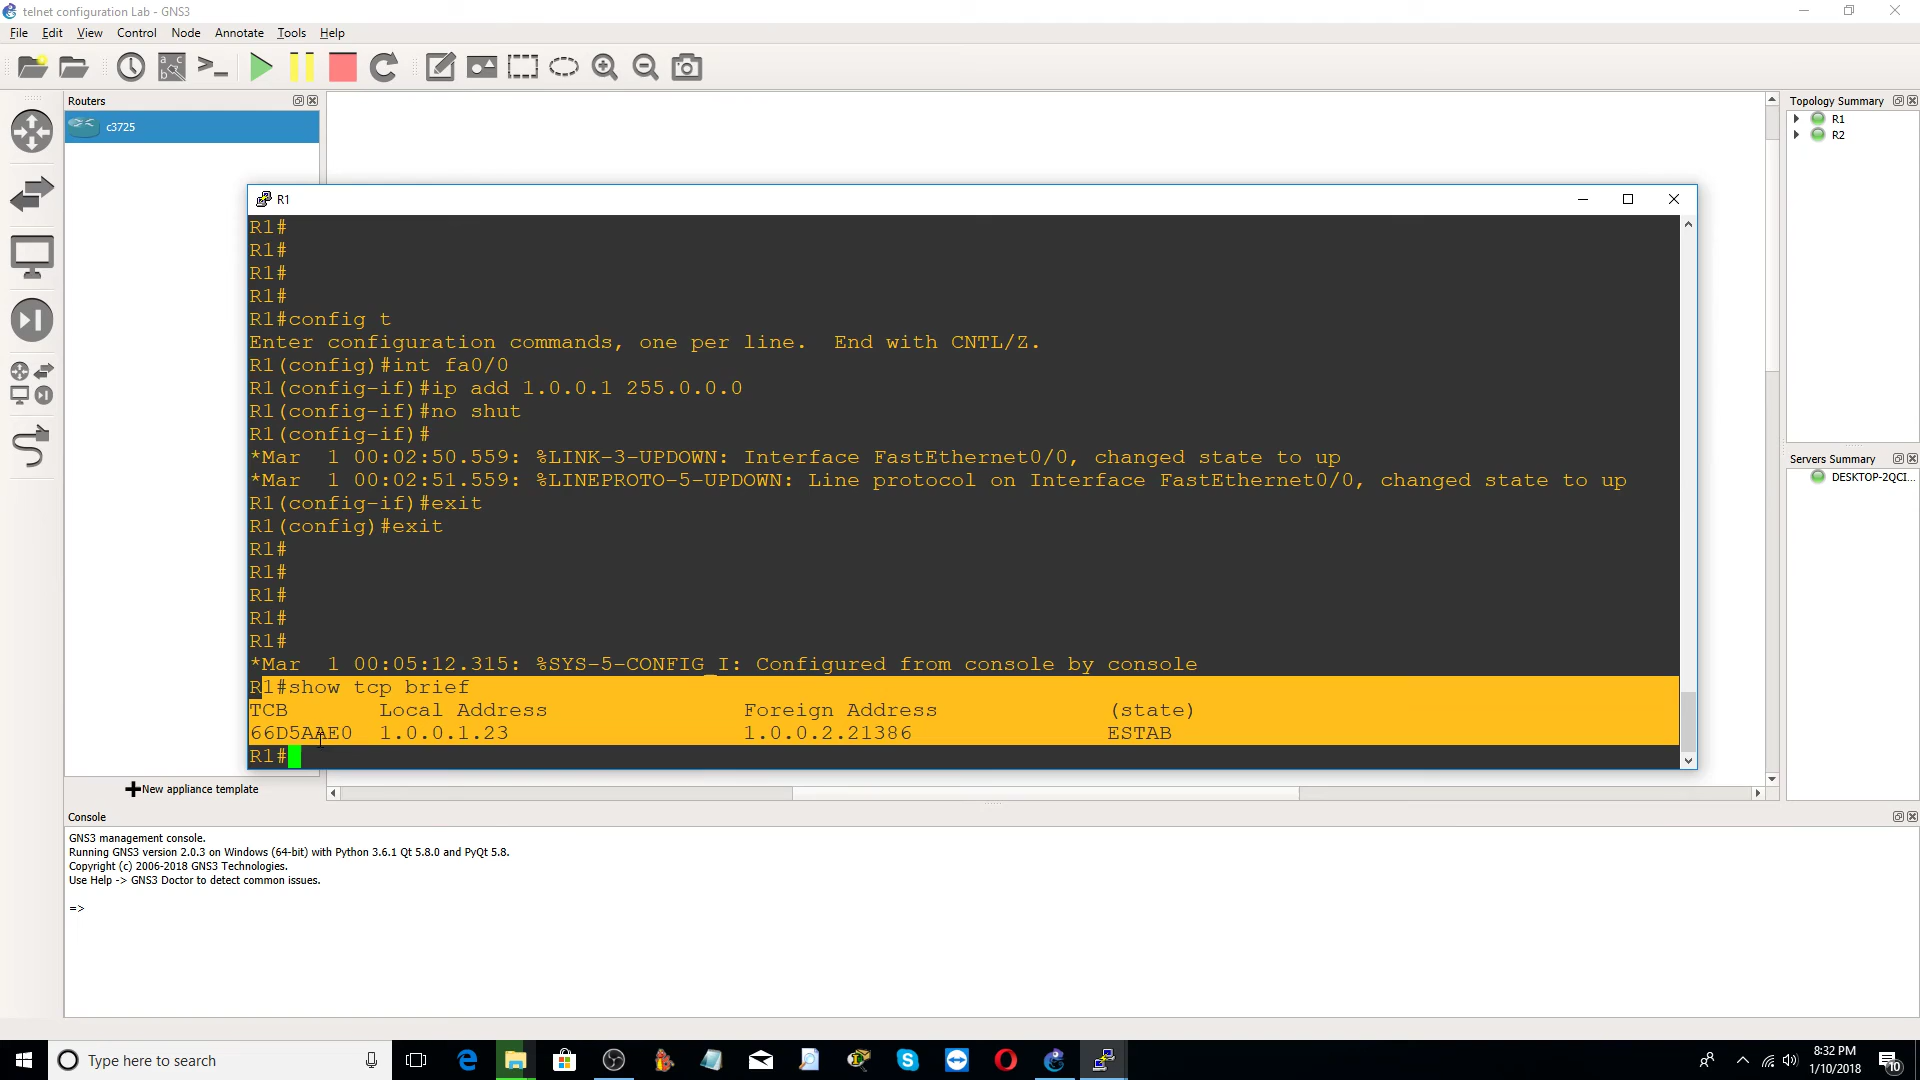 telnet configuration Lab - GNS3
File Edit View Control Node Annotate Tools Help
Routers
c3725
Topology Summary
R1
R2
R1
R1#
R1#
R1#
R1#
R1#config t
Enter configuration commands, one per line.  End with CNTL/Z.
R1(config)#int fa0/0
R1(config-if)#ip add 1.0.0.1 255.0.0.0
R1(config-if)#no shut
R1(config-if)#
*Mar  1 00:02:50.559: %LINK-3-UPDOWN: Interface FastEthernet0/0, changed state to up
*Mar  1 00:02:51.559: %LINEPROTO-5-UPDOWN: Line protocol on Interface FastEthernet0/0, changed state to up
R1(config-if)#exit
R1(config)#exit
R1#
R1#
R1#
R1#
R1#
*Mar  1 00:05:12.315: %SYS-5-CONFIG_I: Configured from console by console
R1#show tcp brief
TCB       Local Address               Foreign Address             (state)
66D5AAE0  1.0.0.1.23                  1.0.0.2.21386               ESTAB
R1#
Servers Summary
DESKTOP-2QCI...
New appliance template
Console
GNS3 management console.
Running GNS3 version 2.0.3 on Windows (64-bit) with Python 3.6.1 Qt 5.8.0 and PyQt 5.8.
Copyright (c) 2006-2018 GNS3 Technologies.
Use Help -> GNS3 Doctor to detect common issues.
=>
Type here to search
8:32 PM
1/10/2018
10